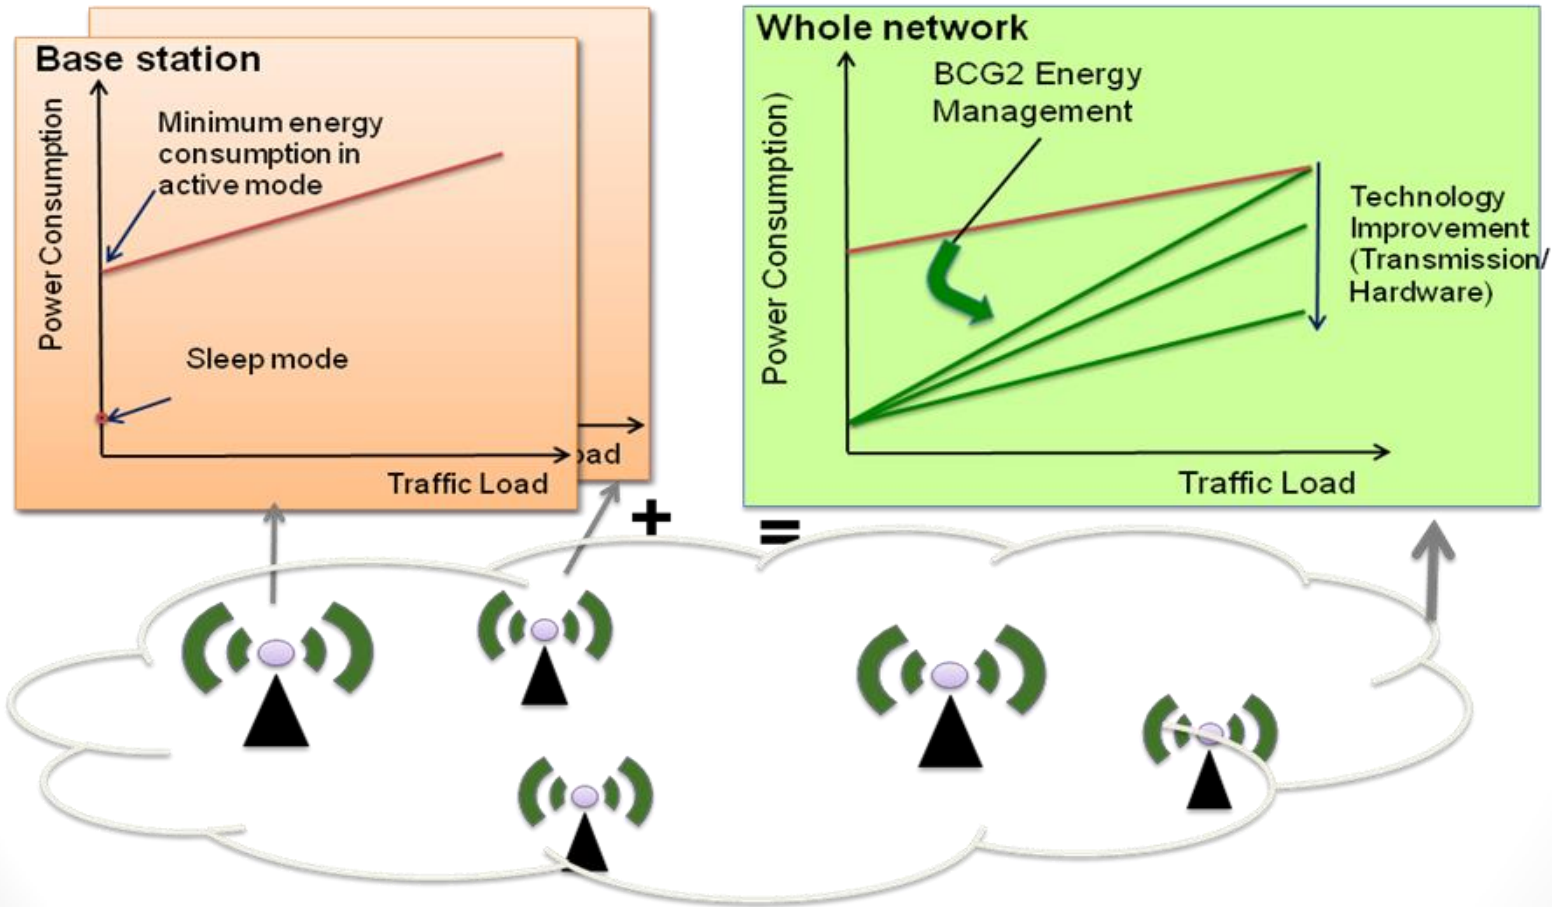 Base station
Power Consumption
Minimum energy
consumption in
active mode
Sleep mode
Traffic Load
oad
+
=
Whole network
Power Consumption)
BCG2 Energy
Management
Technology
Improvement
(Transmission/
Hardware)
Traffic Load